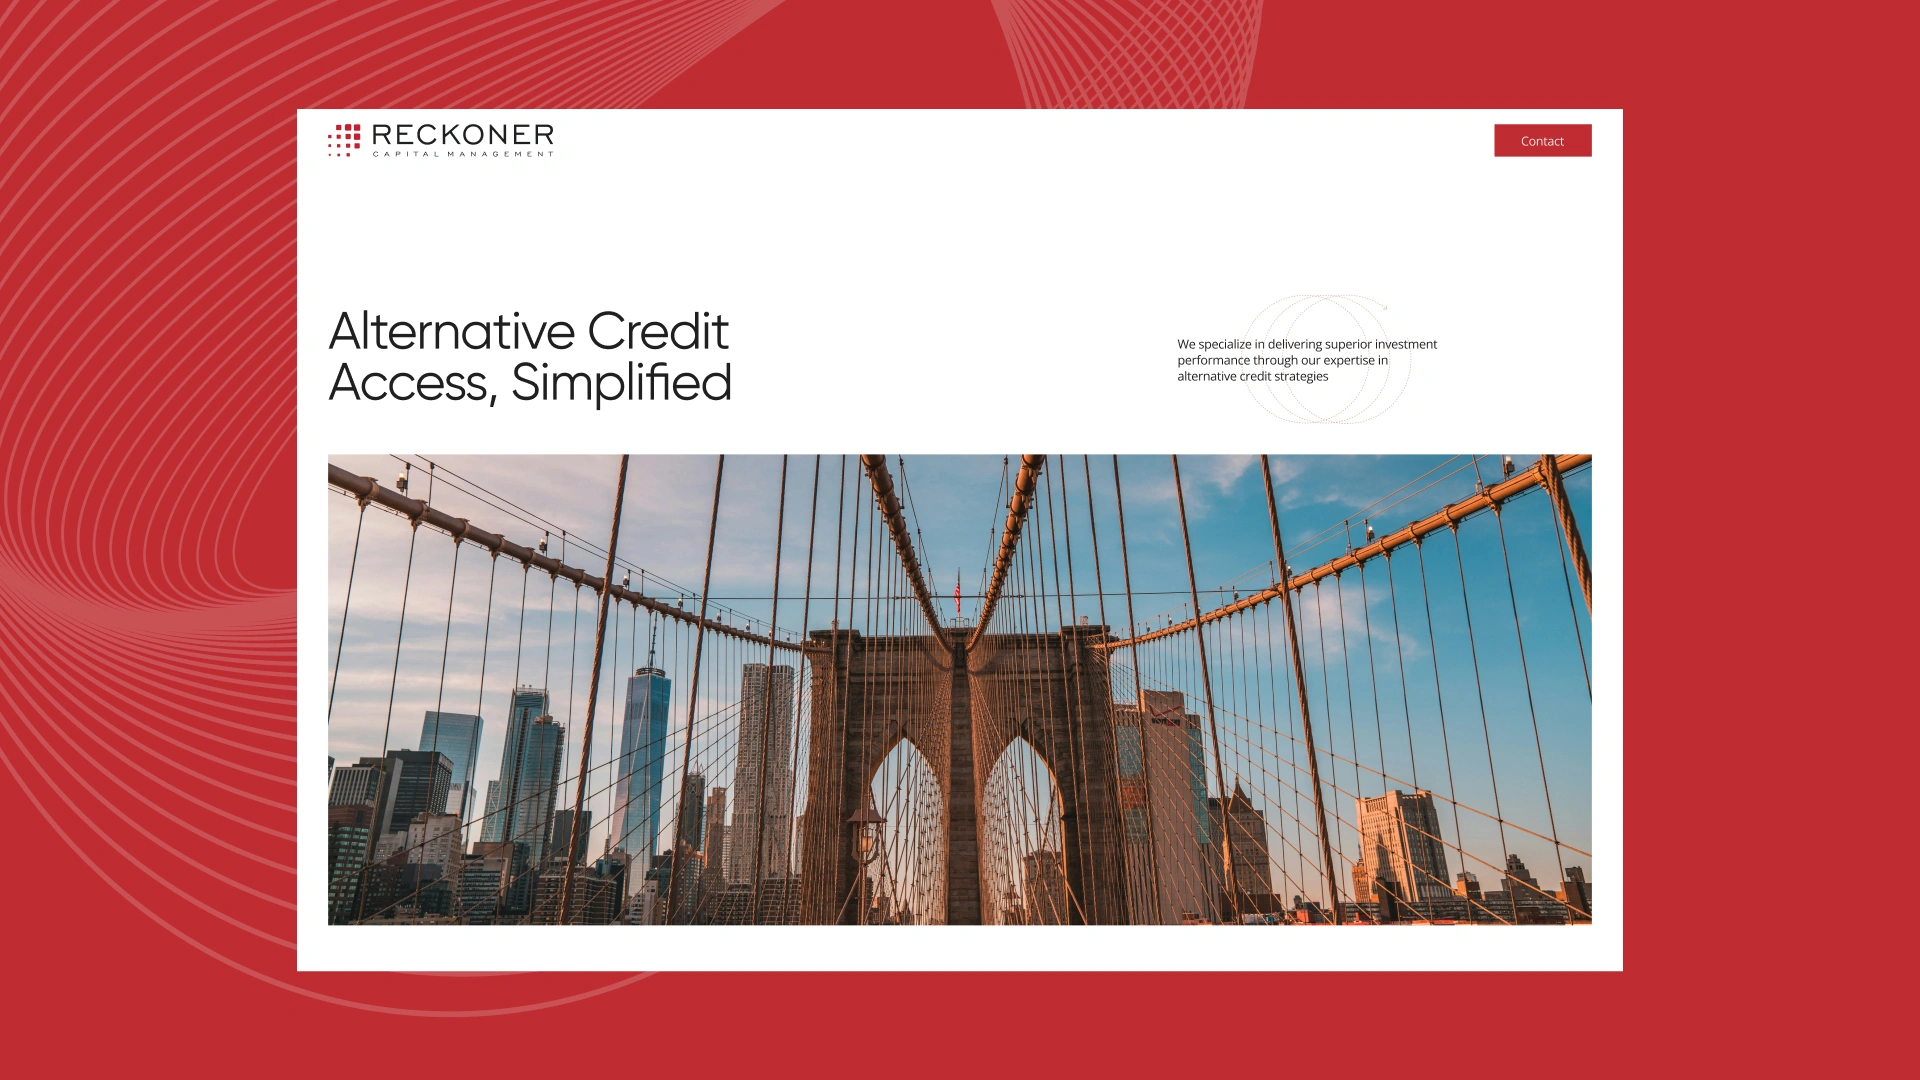 RECKONER
CAPITAL MANAGEMENT
Contact
Alternative Credit
Access, Simplified
We specialize in delivering superior investment
performance through our expertise in
alternative credit strategies